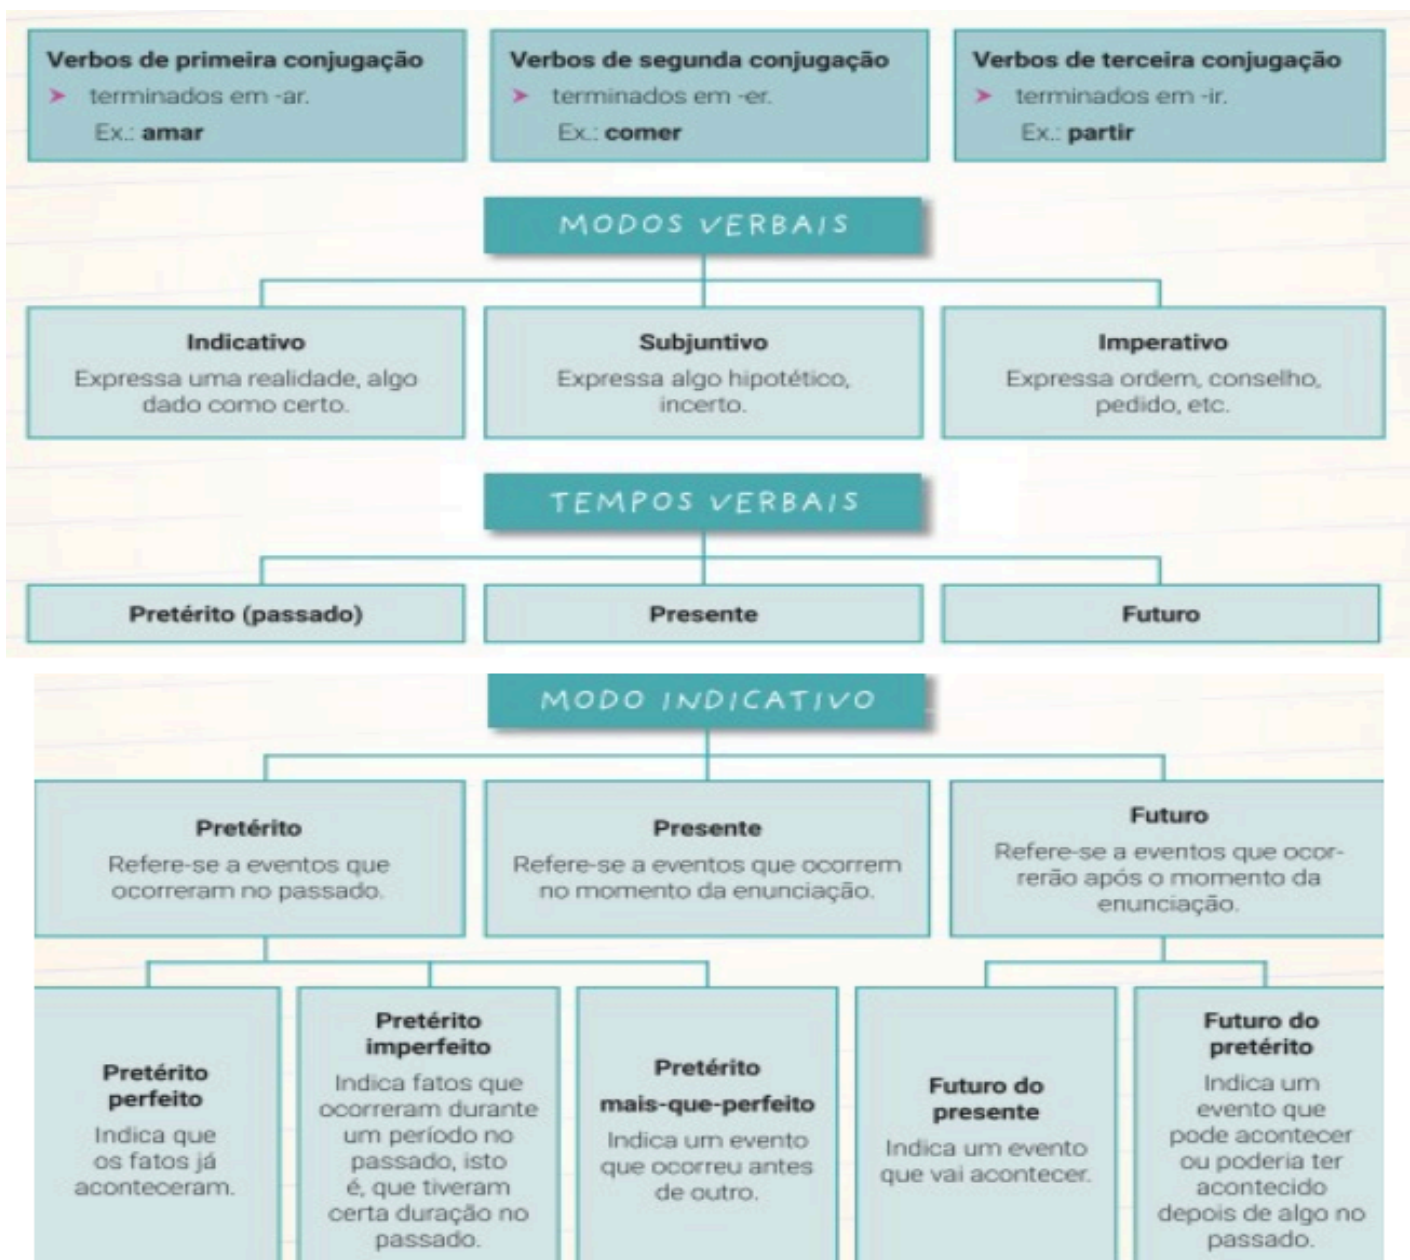 Verbos de primeira conjugação
➤ terminados em -ar.
Ex.: amar
Verbos de segunda conjugação
➤ terminados em -er.
Ex.: comer
Verbos de terceira conjugação
➤ terminados em -ir.
Ex.: partir
MODOS VERBAIS
Indicativo
Expressa uma realidade, algo
dado como certo.
Subjuntivo
Expressa algo hipotético,
incerto.
Imperativo
Expressa ordem, conselho,
pedido, etc.
TEMPOS VERBAIS
Pretérito (passado)
Presente
Futuro
MODO INDICATIVO
Pretérito
Refere-se a eventos que
ocorreram no passado.
Presente
Refere-se a eventos que ocorrem
no momento da enunciação.
Futuro
Refere-se a eventos que ocor-
rerão após o momento da
enunciação.
Pretérito
perfeito
Indica que
os fatos já
aconteceram.
Pretérito
imperfeito
Indica fatos que
ocorreram durante
um período no
passado, isto
é, que tiveram
certa duração no
passado.
Pretérito
mais-que-perfeito
Indica um evento
que ocorreu antes
de outro.
Futuro do
presente
Indica um evento
que vai acontecer.
Futuro do
pretérito
Indica um
evento que
pode acontecer
ou poderia ter
acontecido
depois de algo no
passado.